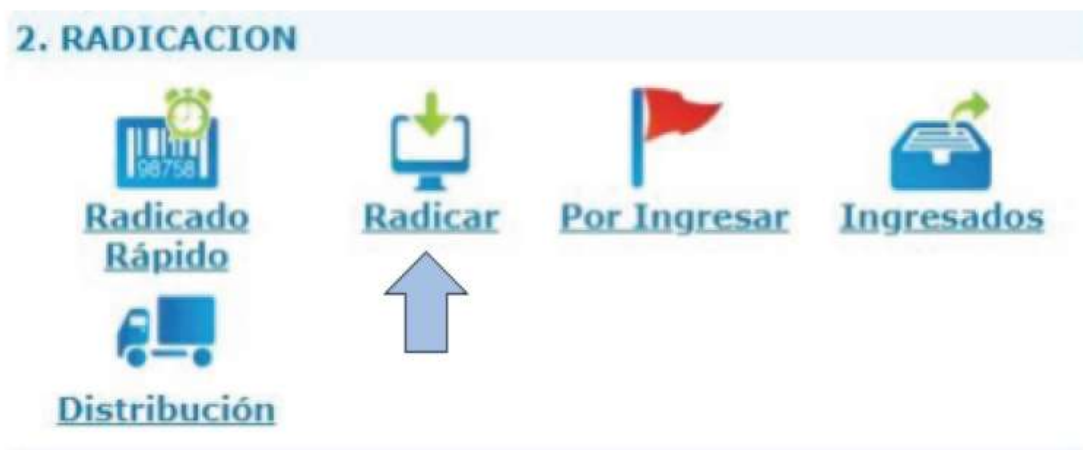 2. RADICACION
98758
Radicado
Rápido
Radicar
Por Ingresar
Ingresados
Distribución